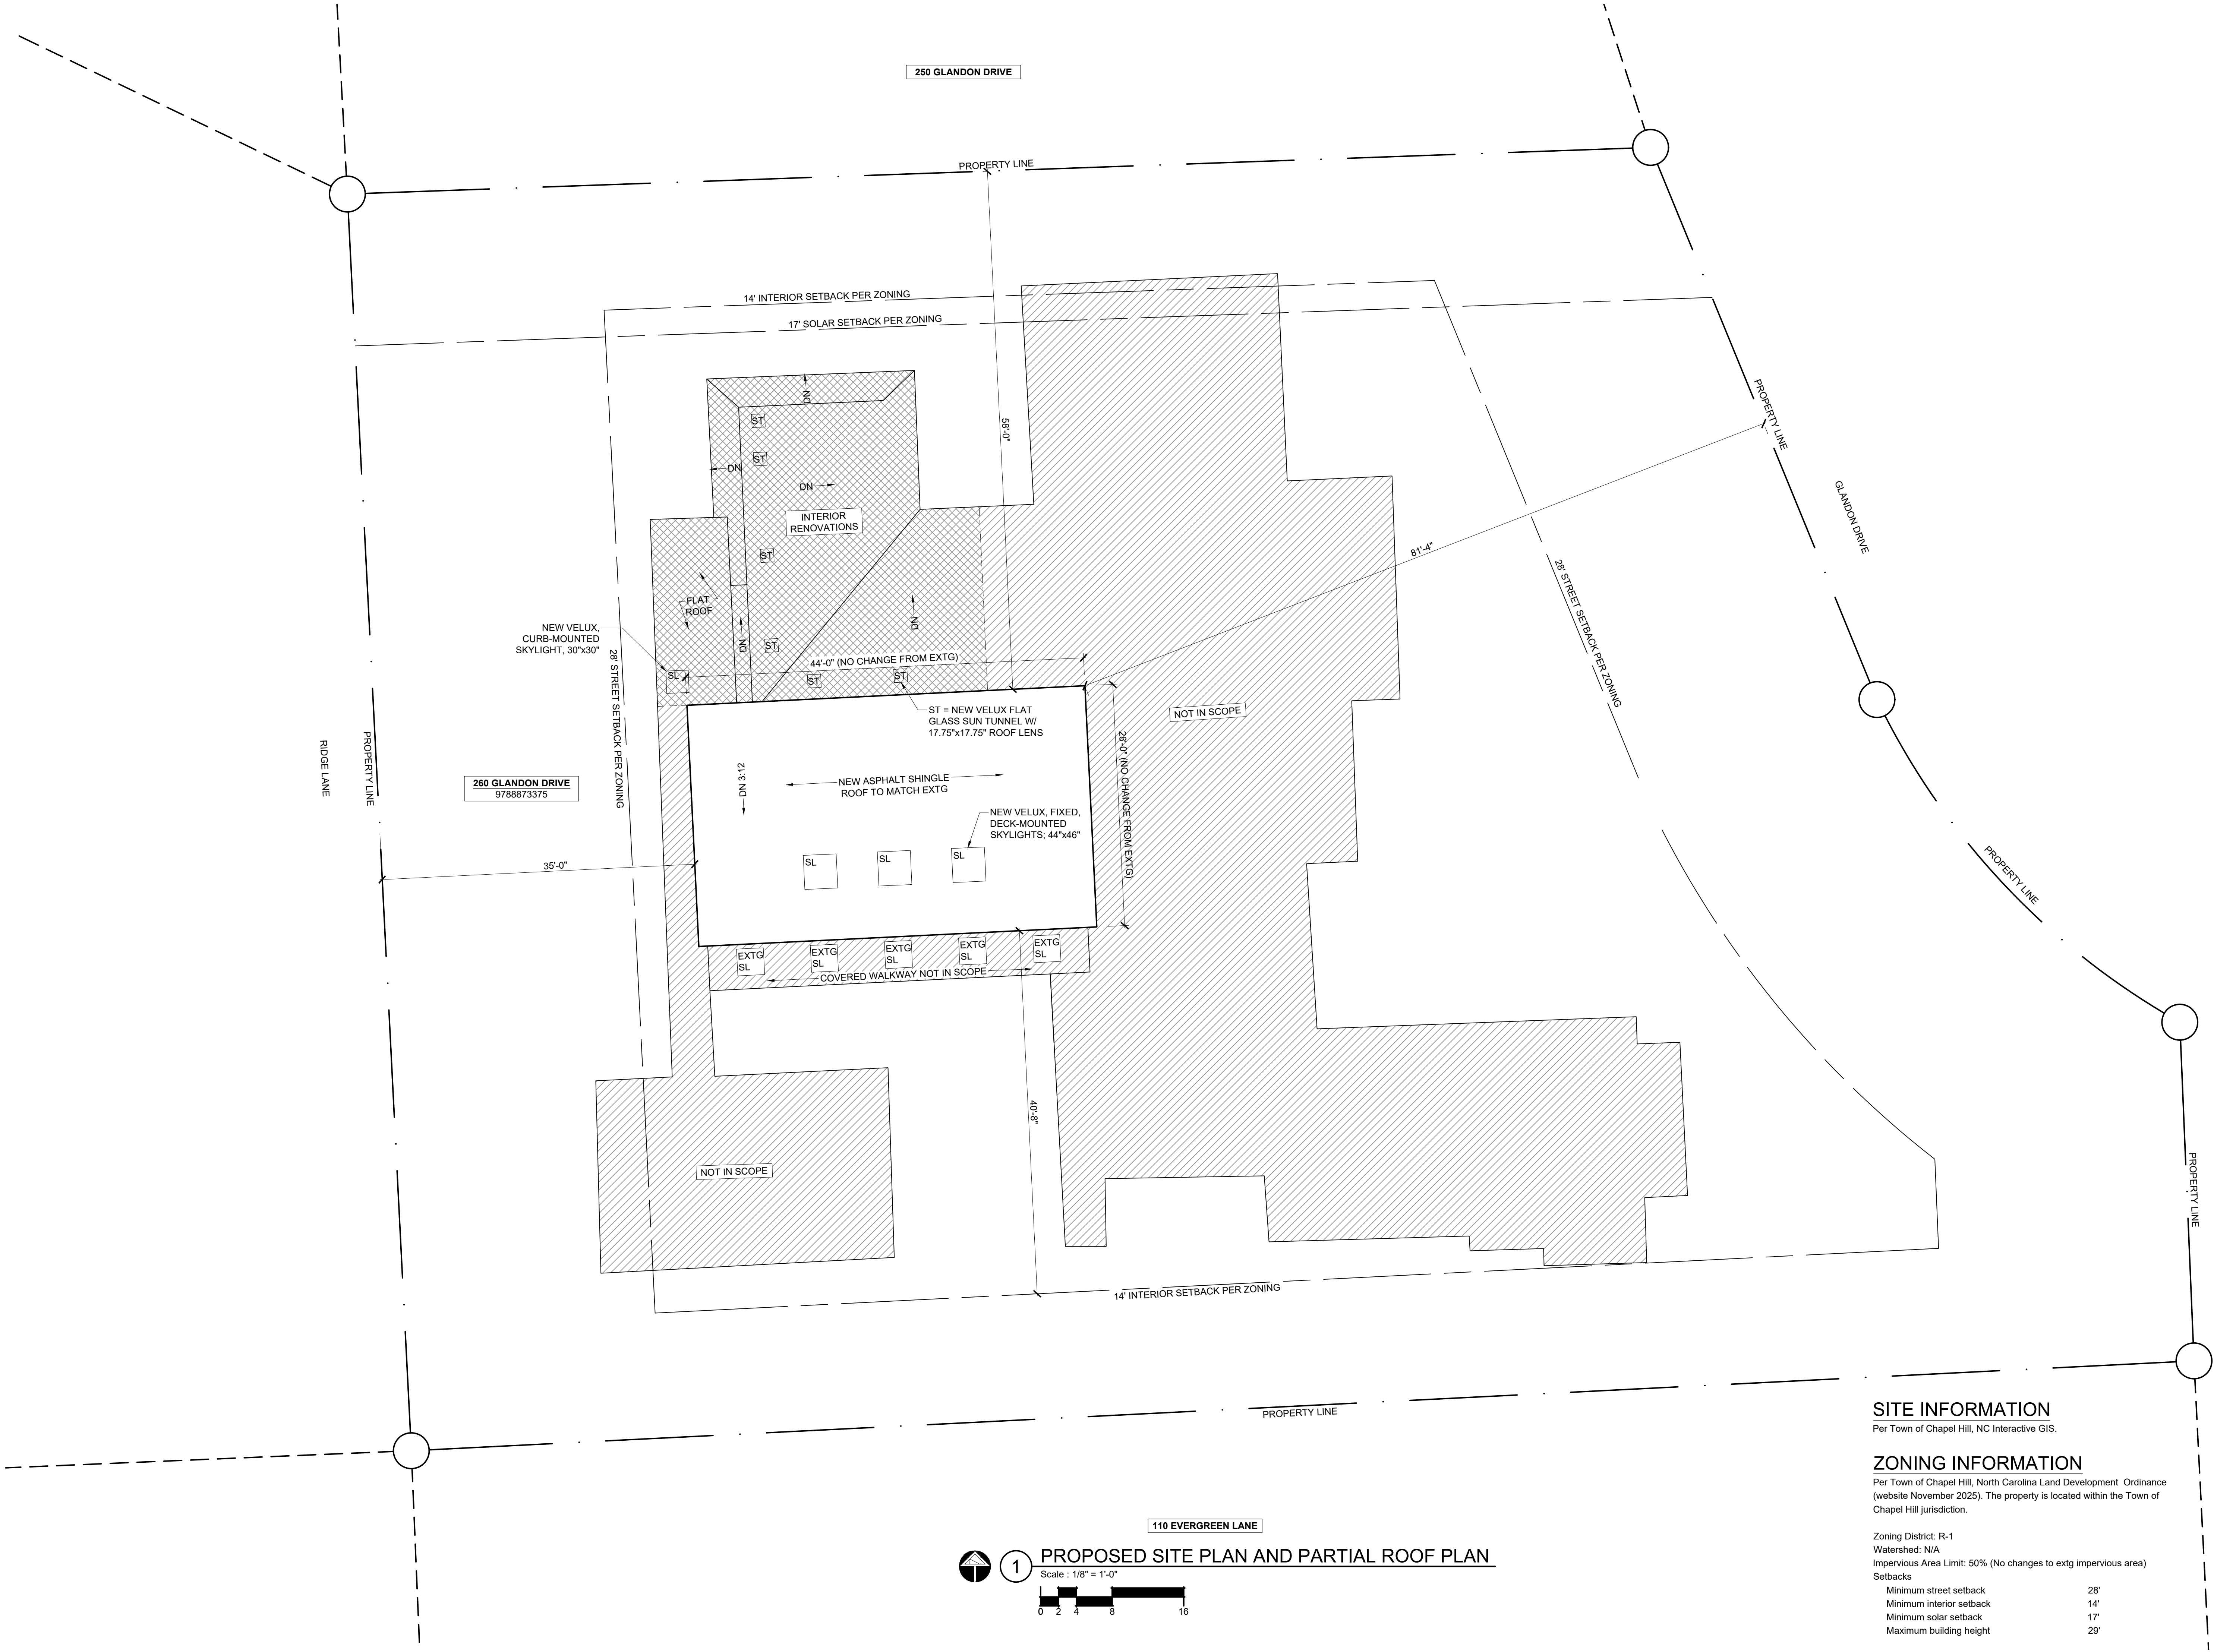 250 GLANDON DRIVE
PROPERTY LINE
14' INTERIOR SETBACK PER ZONING
17' SOLAR SETBACK PER ZONING
DN
ST
ST
DN
DN
INTERIOR
RENOVATIONS
58'-0"
PROPERTY LINE
GLANDON DRIVE
81'-4"
28' STREET SETBACK PER ZONING
ST
FLAT
ROOF
DN
DN
ST
NEW VELUX,
CURB-MOUNTED
SKYLIGHT, 30"x30"
SL
44'-0" (NO CHANGE FROM EXTG)
ST
ST
28' STREET SETBACK PER ZONING
ST = NEW VELUX FLAT
GLASS SUN TUNNEL W/
17.75"x17.75" ROOF LENS
NOT IN SCOPE
RIDGE LANE
PROPERTY LINE
260 GLANDON DRIVE
9788873375
DN 3:12
NEW ASPHALT SHINGLE
ROOF TO MATCH EXTG
28'-0" (NO CHANGE FROM EXTG)
NEW VELUX, FIXED,
DECK-MOUNTED
SKYLIGHTS; 44"x46"
SL
SL
SL
35'-0"
PROPERTY LINE
EXTG
SL
EXTG
SL
EXTG
SL
EXTG
SL
EXTG
SL
COVERED WALKWAY NOT IN SCOPE
40'-8"
NOT IN SCOPE
PROPERTY LINE
14' INTERIOR SETBACK PER ZONING
PROPERTY LINE
110 EVERGREEN LANE
1
PROPOSED SITE PLAN AND PARTIAL ROOF PLAN
Scale : 1/8" = 1'-0"
0 2 4 8 16
SITE INFORMATION
Per Town of Chapel Hill, NC Interactive GIS.
ZONING INFORMATION
Per Town of Chapel Hill, North Carolina Land Development Ordinance
(website November 2025). The property is located within the Town of
Chapel Hill jurisdiction.
Zoning District: R-1
Watershed: N/A
Impervious Area Limit: 50% (No changes to extg impervious area)
Setbacks
Minimum street setback 28'
Minimum interior setback 14'
Minimum solar setback 17'
Maximum building height 29'